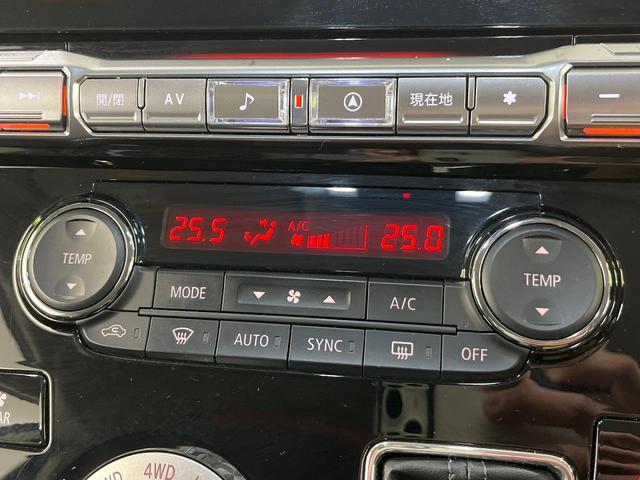 開/閉 AV 現在地
25.5 A/C 25.0
TEMP TEMP
MODE A/C
AUTO SYNC OFF
4WD